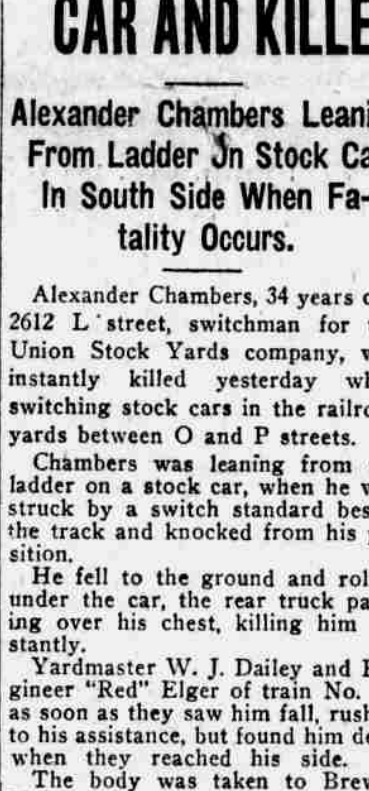 CAR AND KILLE
Alexander Chambers Leani
From Ladder On Stock Ca
In South Side When Fa-
tality Occurs.
Alexander Chambers, 34 years o
2612 L street, switchman for
Union Stock Yards company, w
instantly killed yesterday wh
switching stock cars in the railro
yards between O and P streets.
Chambers was leaning from
ladder on a stock car, when he w
struck by a switch standard bes
the track and knocked from his p
sition.
He fell to the ground and rol
under the car, the rear truck pa
ing over his chest, killing him
stantly.
Yardmaster W. J. Dailey and E
gineer "Red" Elger of train No.
as soon as they saw him fall, rush
to his assistance, but found him de
when they reached his side.
The body was taken to Brew